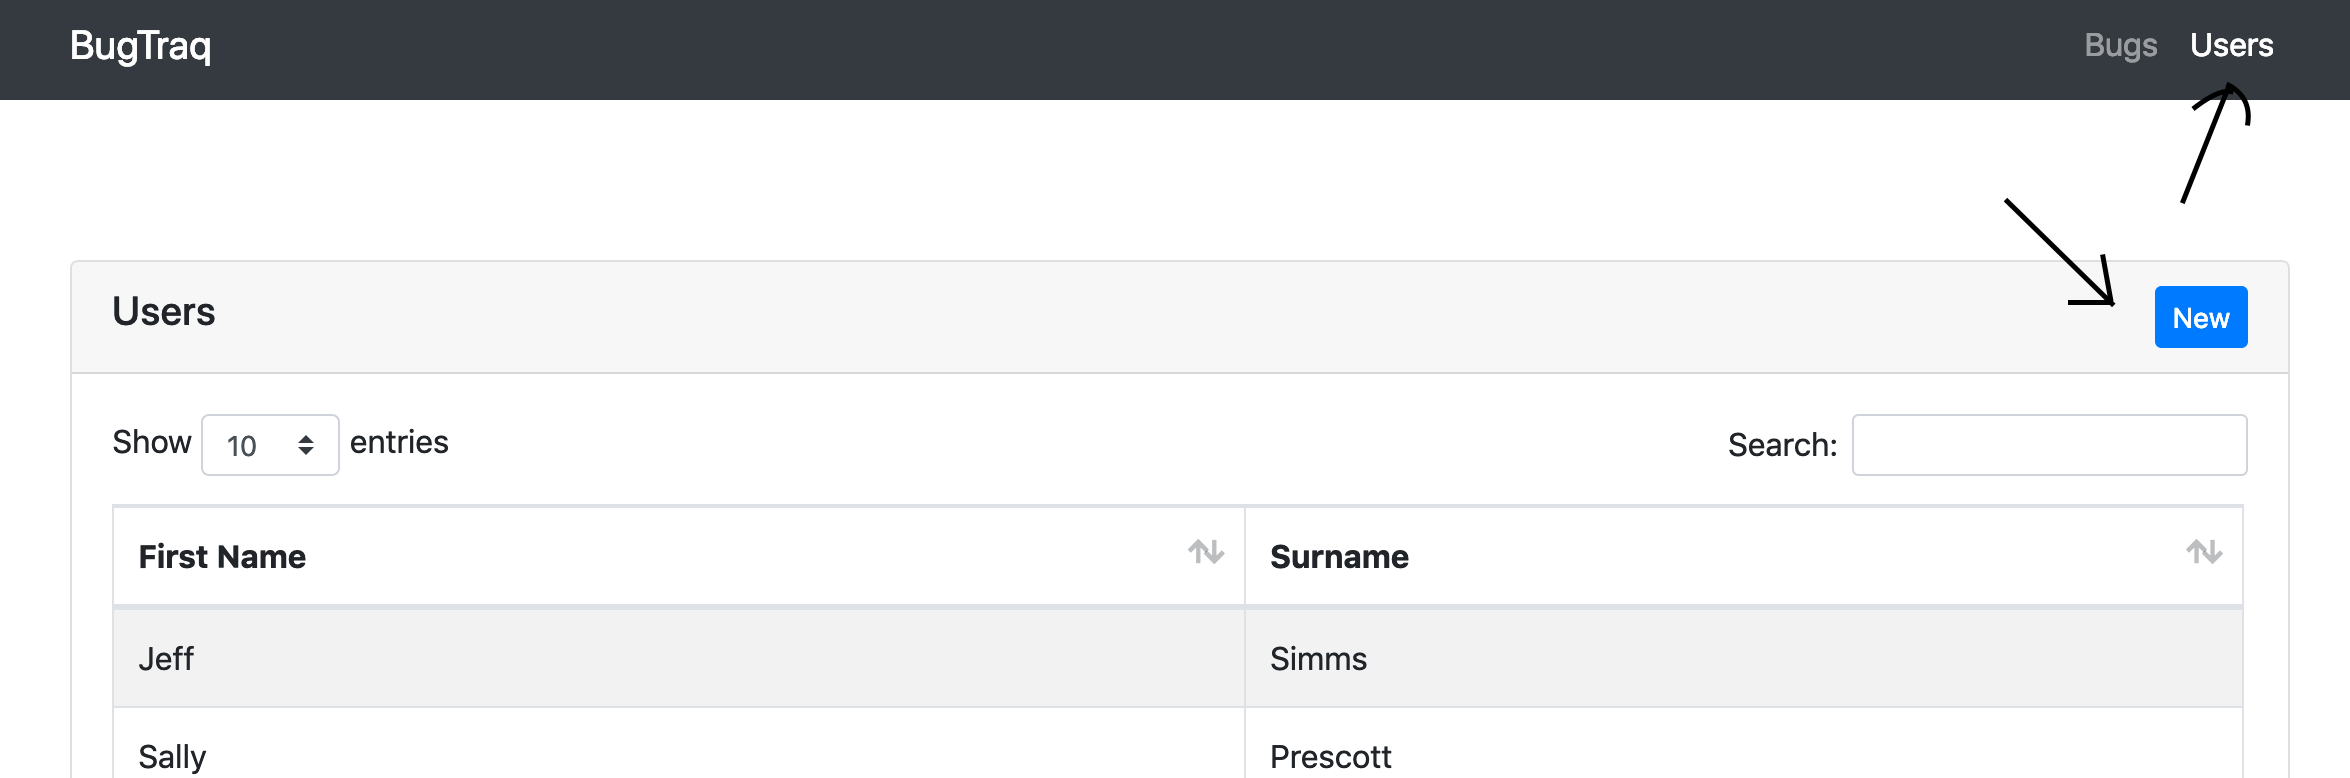 BugTraq Bugs Users
Users New
Show 10 entries Search:
First Name Surname
Jeff Simms
Sally Prescott